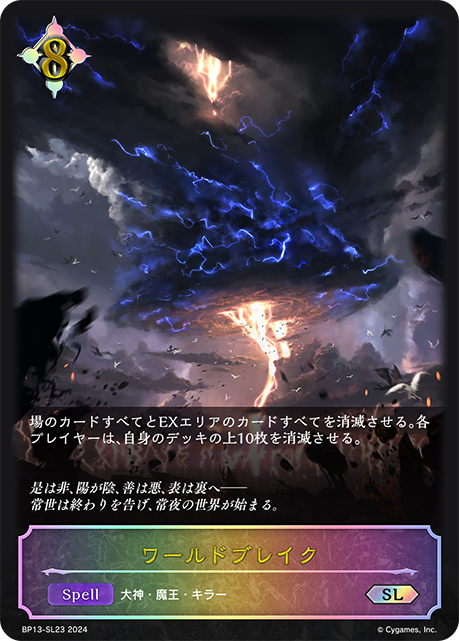 8
場のカードすべてとEXエリアのカードすべてを消滅させる。各
プレイヤーは、自身のデッキの上10枚を消滅させる。
是は非、陽が陰、善は悪、表は裏へ――
常世は終わりを告げ、常夜の世界が始まる。
ワールドブレイク
Spell 大神・魔王・キラー SL
BP13-SL23 2024 © Cygames, Inc.